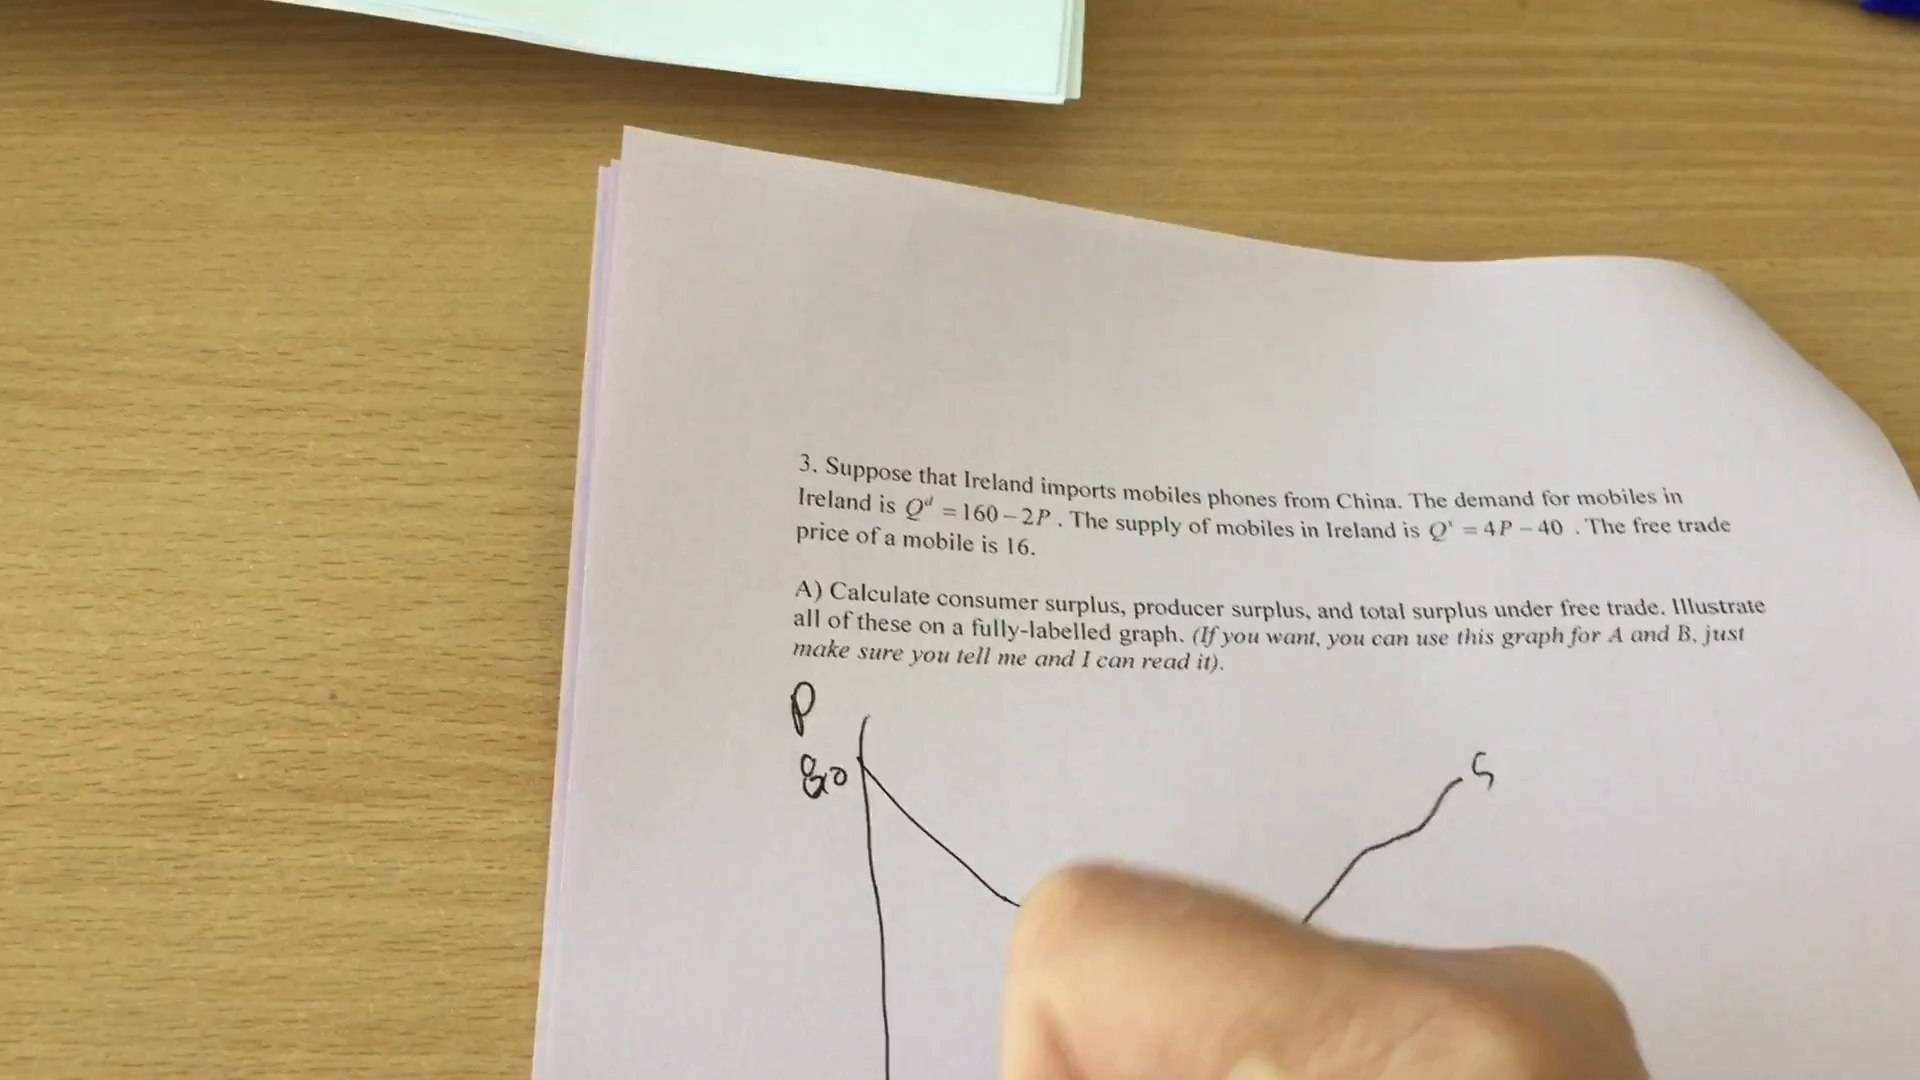 3. Suppose that Ireland imports mobiles phones from China. The demand for mobiles in
Ireland is Qᵈ = 160 – 2P . The supply of mobiles in Ireland is Qˢ = 4P – 40 . The free trade
price of a mobile is 16.
A) Calculate consumer surplus, producer surplus, and total surplus under free trade. Illustrate
all of these on a fully-labelled graph. (If you want, you can use this graph for A and B, just
make sure you tell me and I can read it).
P
80
S